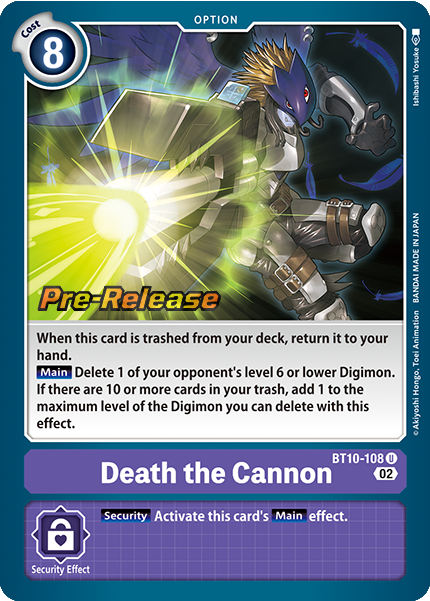 OPTION
Cost
8
Ishibashi Yosuke
Pre-Release
©Akiyoshi Hongo, Toei Animation BANDAI MADE IN JAPAN
When this card is trashed from your deck, return it to your
hand.
Main Delete 1 of your opponent's level 6 or lower Digimon.
If there are 10 or more cards in your trash, add 1 to the
maximum level of the Digimon you can delete with this
effect.
BT10-108 U
Death the Cannon
02
Security Activate this card's Main effect.
Security Effect